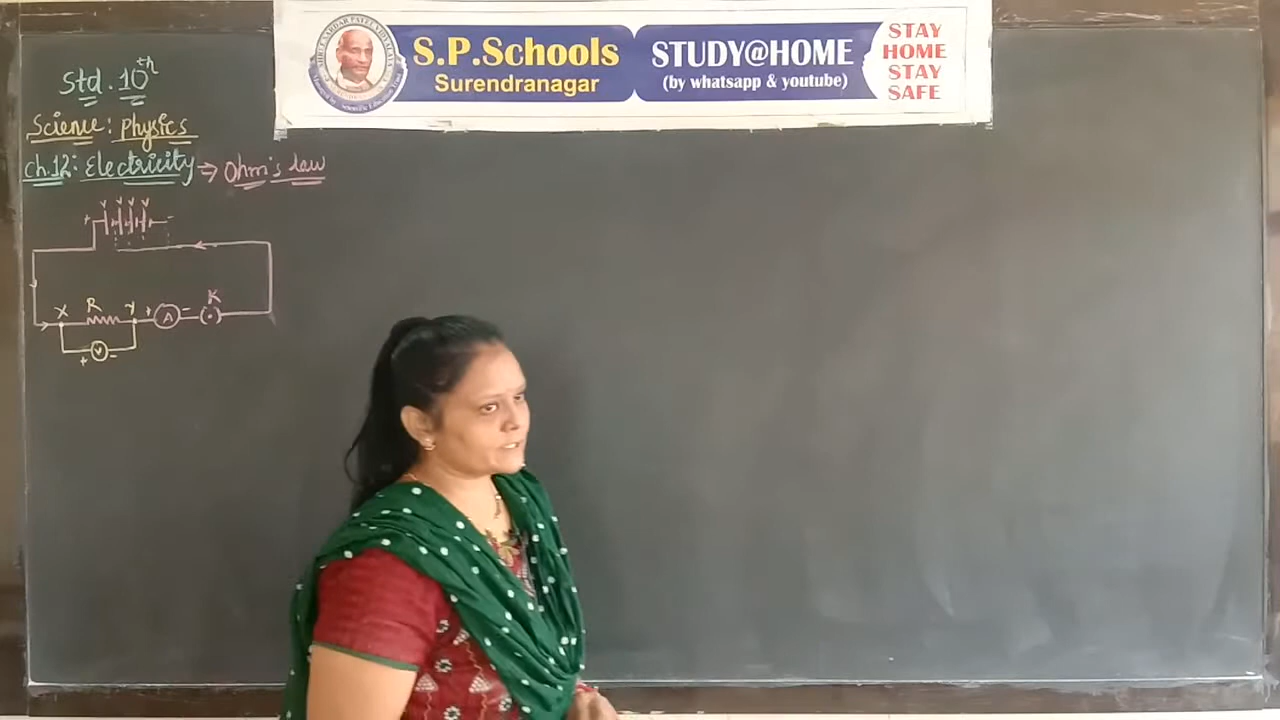 S.P.Schools
Surendranagar
STUDY@HOME
(by whatsapp & youtube)
STAY
HOME
STAY
SAFE
Std. 10th
Science: Physics
Ch.12: Electricity → Ohm's law
+ -
X R Y + A - K
+ V -